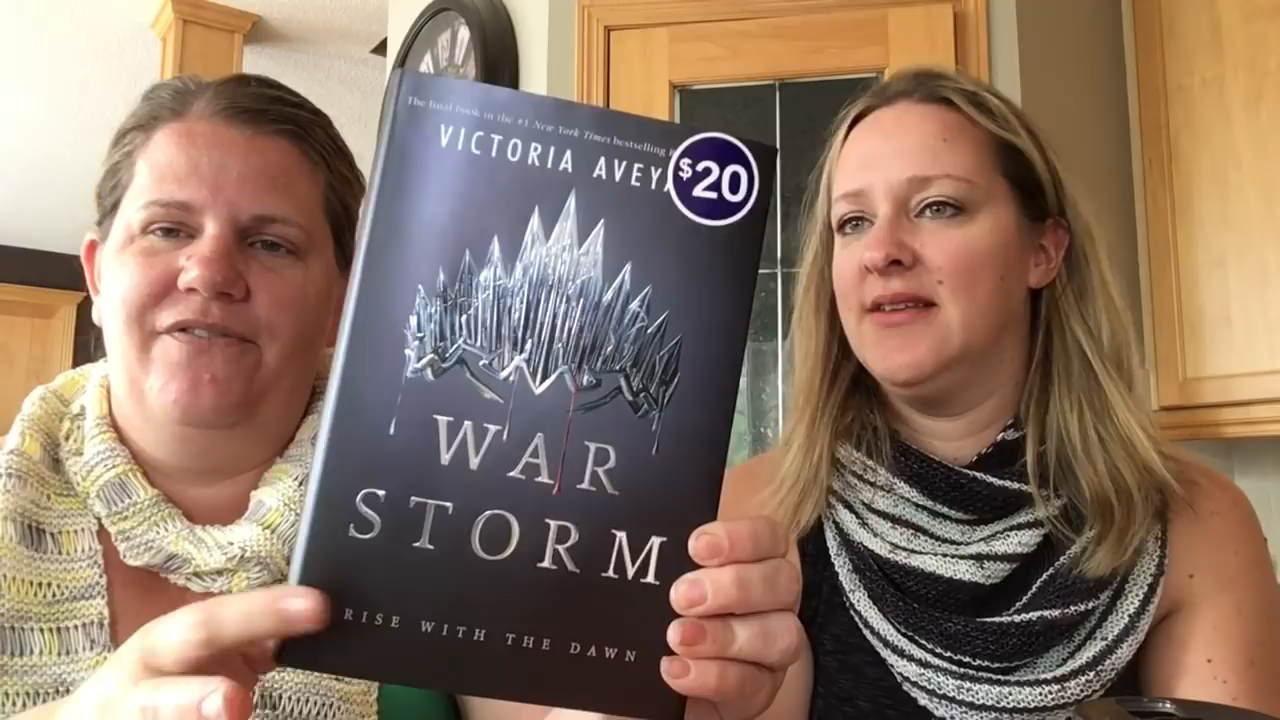 The final book in the #1 New York Times bestselling
VICTORIA AVEY
$20
WAR
STORM
RISE WITH THE DAWN